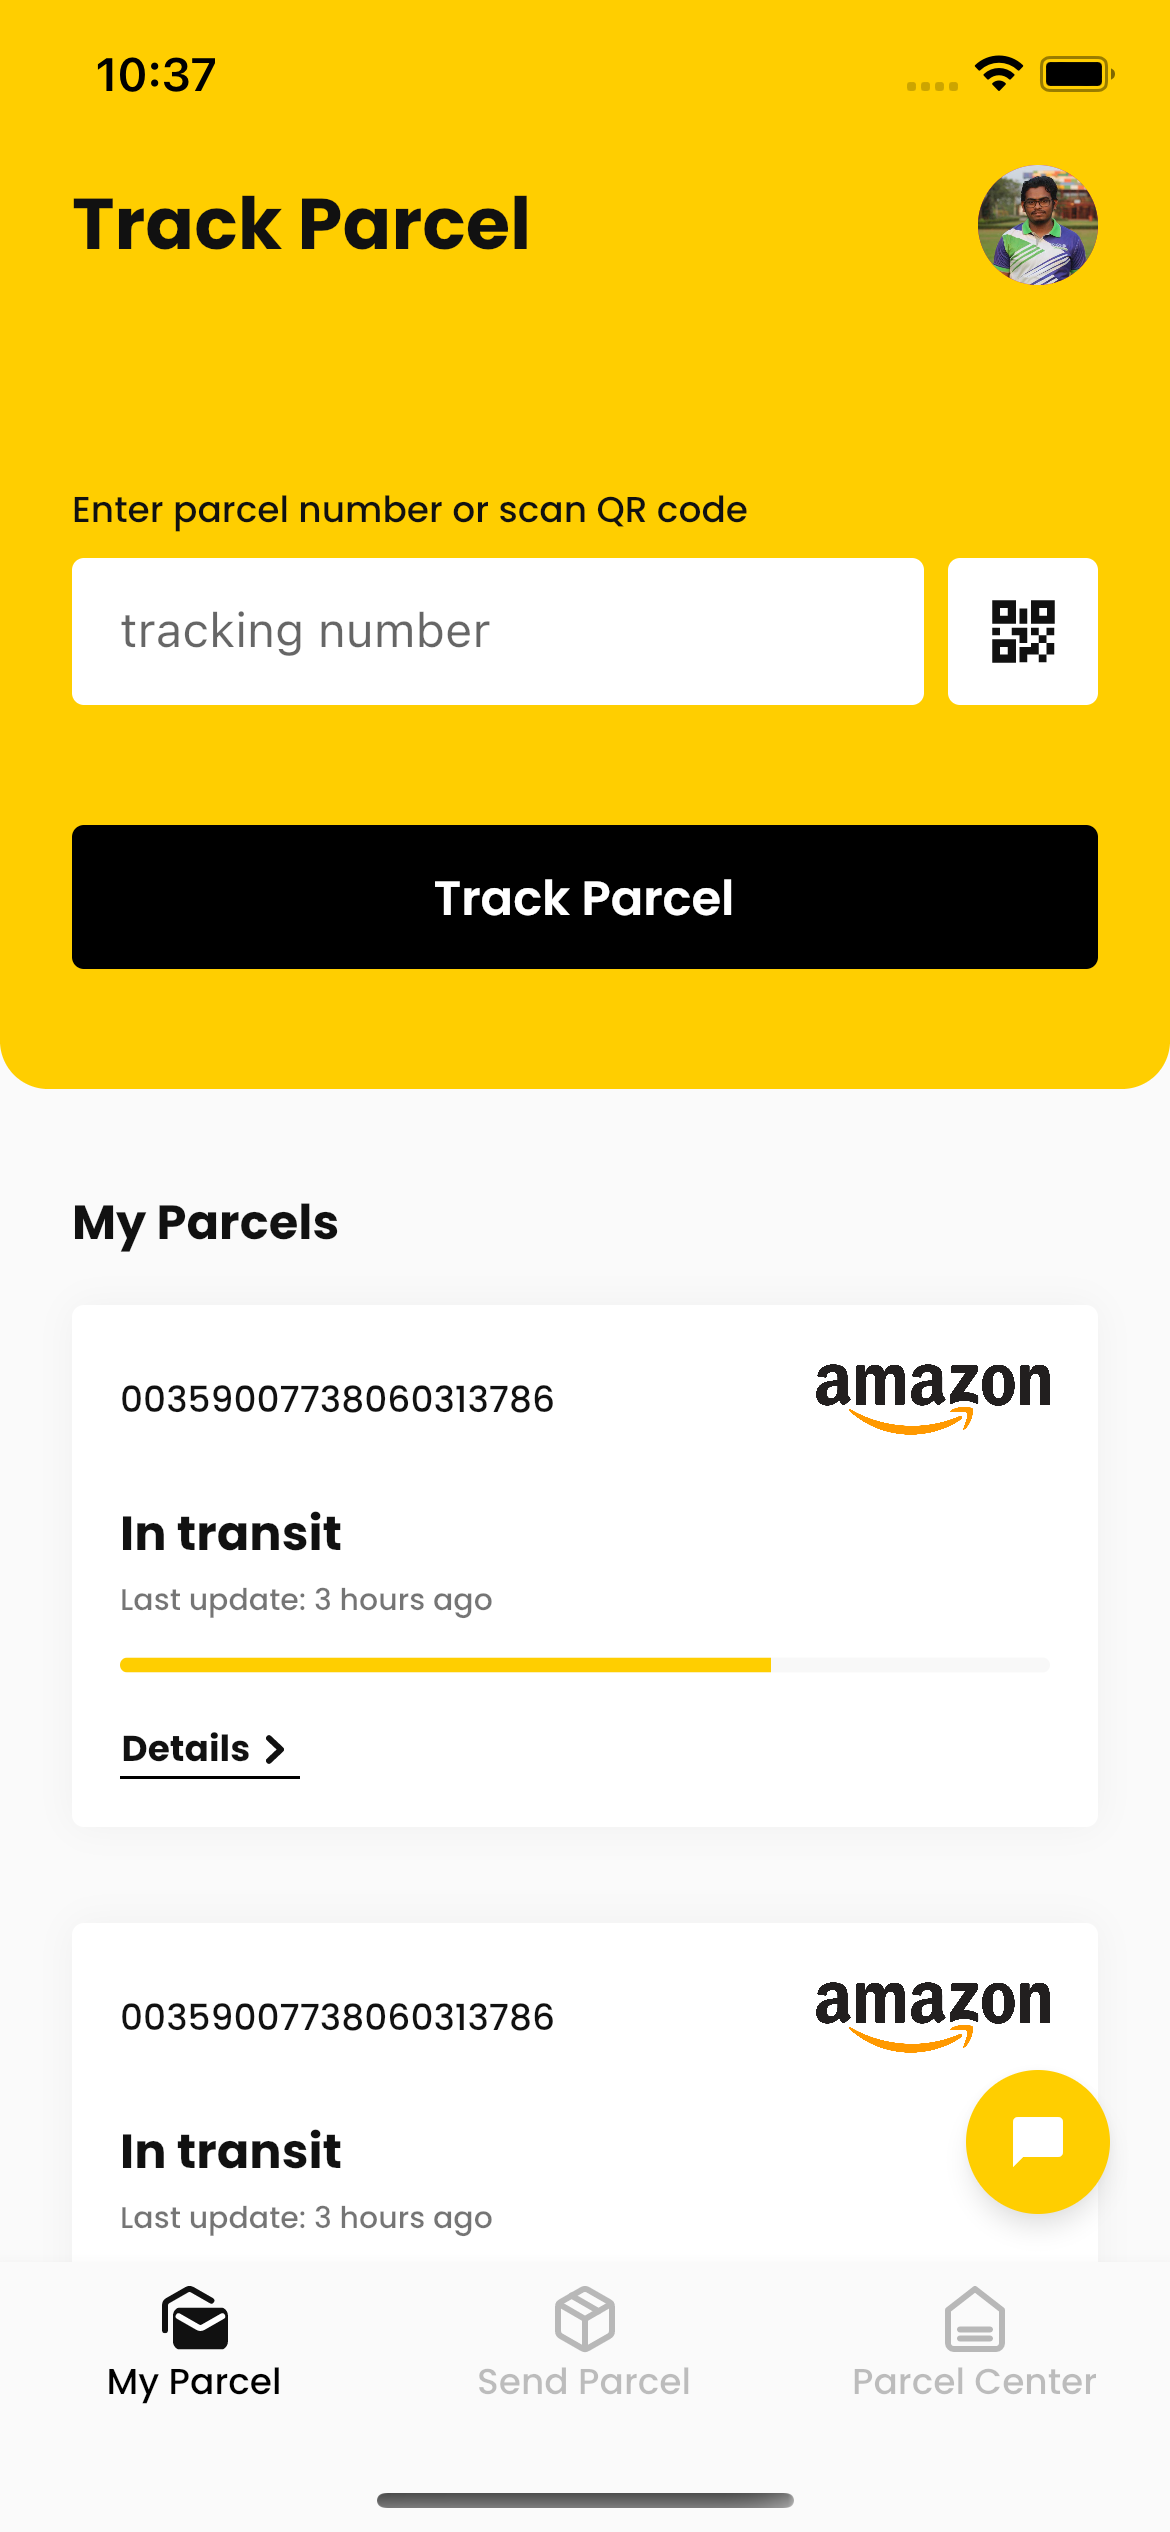 10:37
Track Parcel
Enter parcel number or scan QR code
tracking number
Track Parcel
My Parcels
00359007738060313786
amazon
In transit
Last update: 3 hours ago
Details
00359007738060313786
amazon
In transit
Last update: 3 hours ago
My Parcel
Send Parcel
Parcel Center